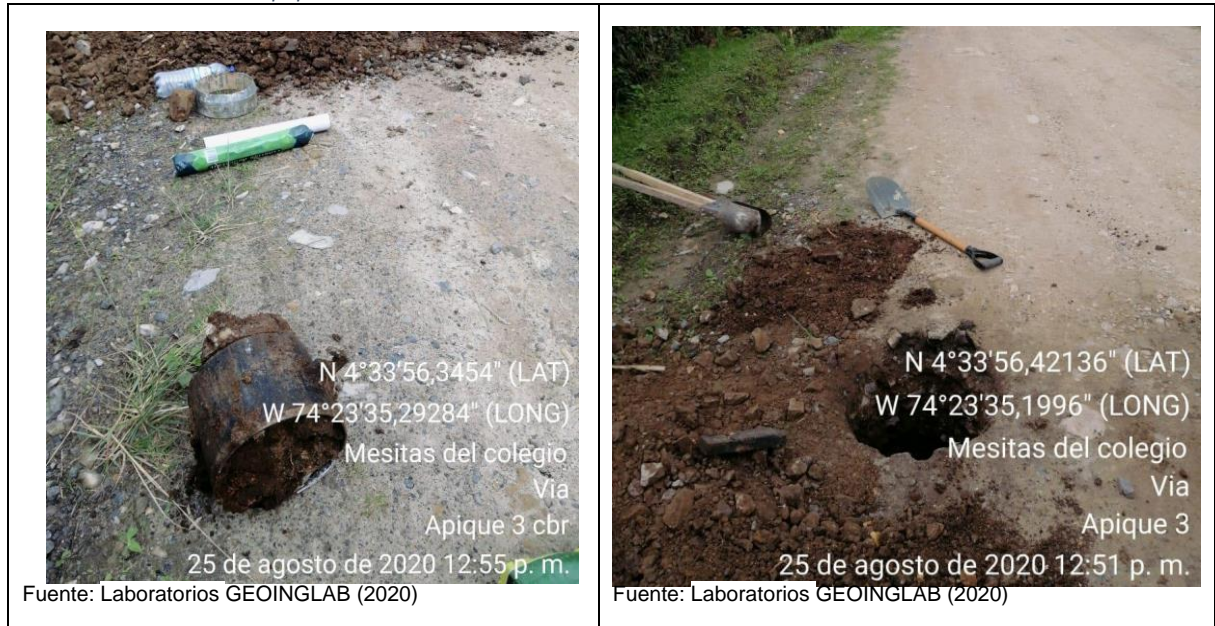 N 4°33'56,3454" (LAT)
W 74°23'35,29284" (LONG)
Mesitas del colegio
Via
Apique 3 cbr
25 de agosto de 2020 12:55 p. m.
Fuente: Laboratorios GEOINGLAB (2020)
N 4°33'56,42136" (LAT)
W 74°23'35,1996" (LONG)
Mesitas del colegio
Via
Apique 3
25 de agosto de 2020 12:51 p. m.
Fuente: Laboratorios GEOINGLAB (2020)